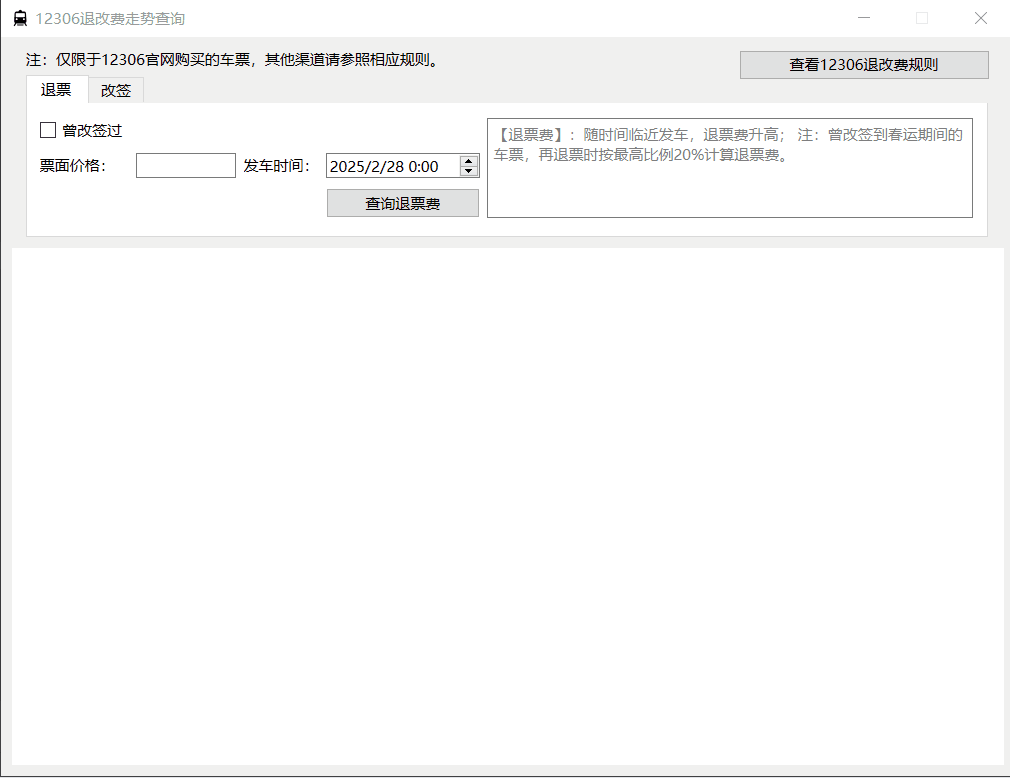 12306退改费走势查询
注：仅限于12306官网购买的车票，其他渠道请参照相应规则。
查看12306退改费规则
退票
改签
曾改签过
票面价格：
发车时间：
2025/2/28 0:00
查询退票费
【退票费】：随时间临近发车，退票费升高； 注：曾改签到春运期间的
车票，再退票时按最高比例20%计算退票费。